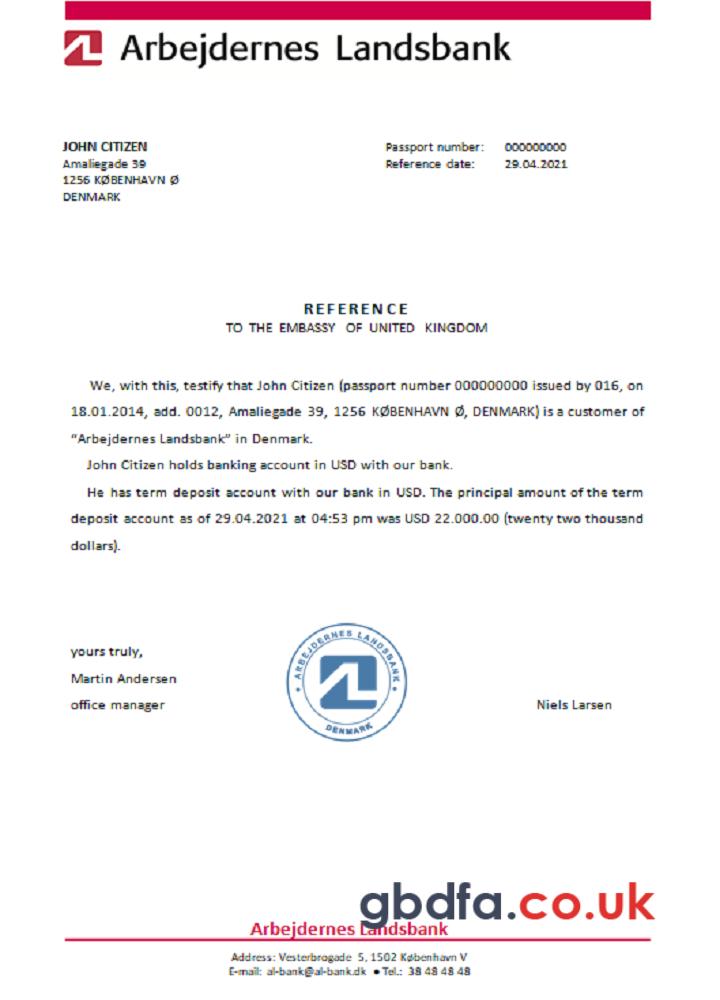 Arbejdernes Landsbank
JOHN CITIZEN
Amaliegade 39
1256 KØBENHAVN Ø
DENMARK
Passport number: 000000000
Reference date: 29.04.2021
REFERENCE
TO THE EMBASSY OF UNITED KINGDOM
We, with this, testify that John Citizen (passport number 000000000 issued by 016, on
18.01.2014, add. 0012, Amaliegade 39, 1256 KØBENHAVN Ø, DENMARK) is a customer of
“Arbejdernes Landsbank” in Denmark.
John Citizen holds banking account in USD with our bank.
He has term deposit account with our bank in USD. The principal amount of the term
deposit account as of 29.04.2021 at 04:53 pm was USD 22.000.00 (twenty two thousand
dollars).
yours truly,
Martin Andersen
office manager
ARBEJDERNES LANDSBANK
DENMARK
Niels Larsen
gbdfa.co.uk
Arbejdernes Landsbank
Address: Vesterbrogade 5, 1502 København V
E-mail: al-bank@al-bank.dk ● Tel.: 38 48 48 48